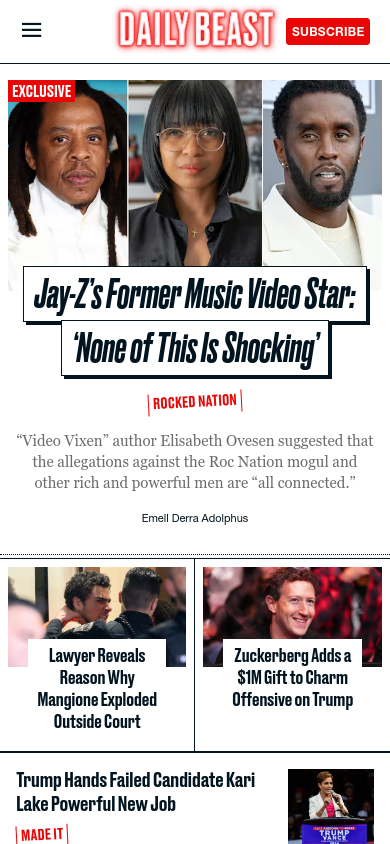 DAILY BEAST
SUBSCRIBE
EXCLUSIVE
Jay-Z's Former Music Video Star:
'None of This Is Shocking'
ROCKED NATION
“Video Vixen” author Elisabeth Ovesen suggested that
the allegations against the Roc Nation mogul and
other rich and powerful men are “all connected.”
Emell Derra Adolphus
Lawyer Reveals
Reason Why
Mangione Exploded
Outside Court
Zuckerberg Adds a
$1M Gift to Charm
Offensive on Trump
Trump Hands Failed Candidate Kari
Lake Powerful New Job
MADE IT
TRUMP
VANCE